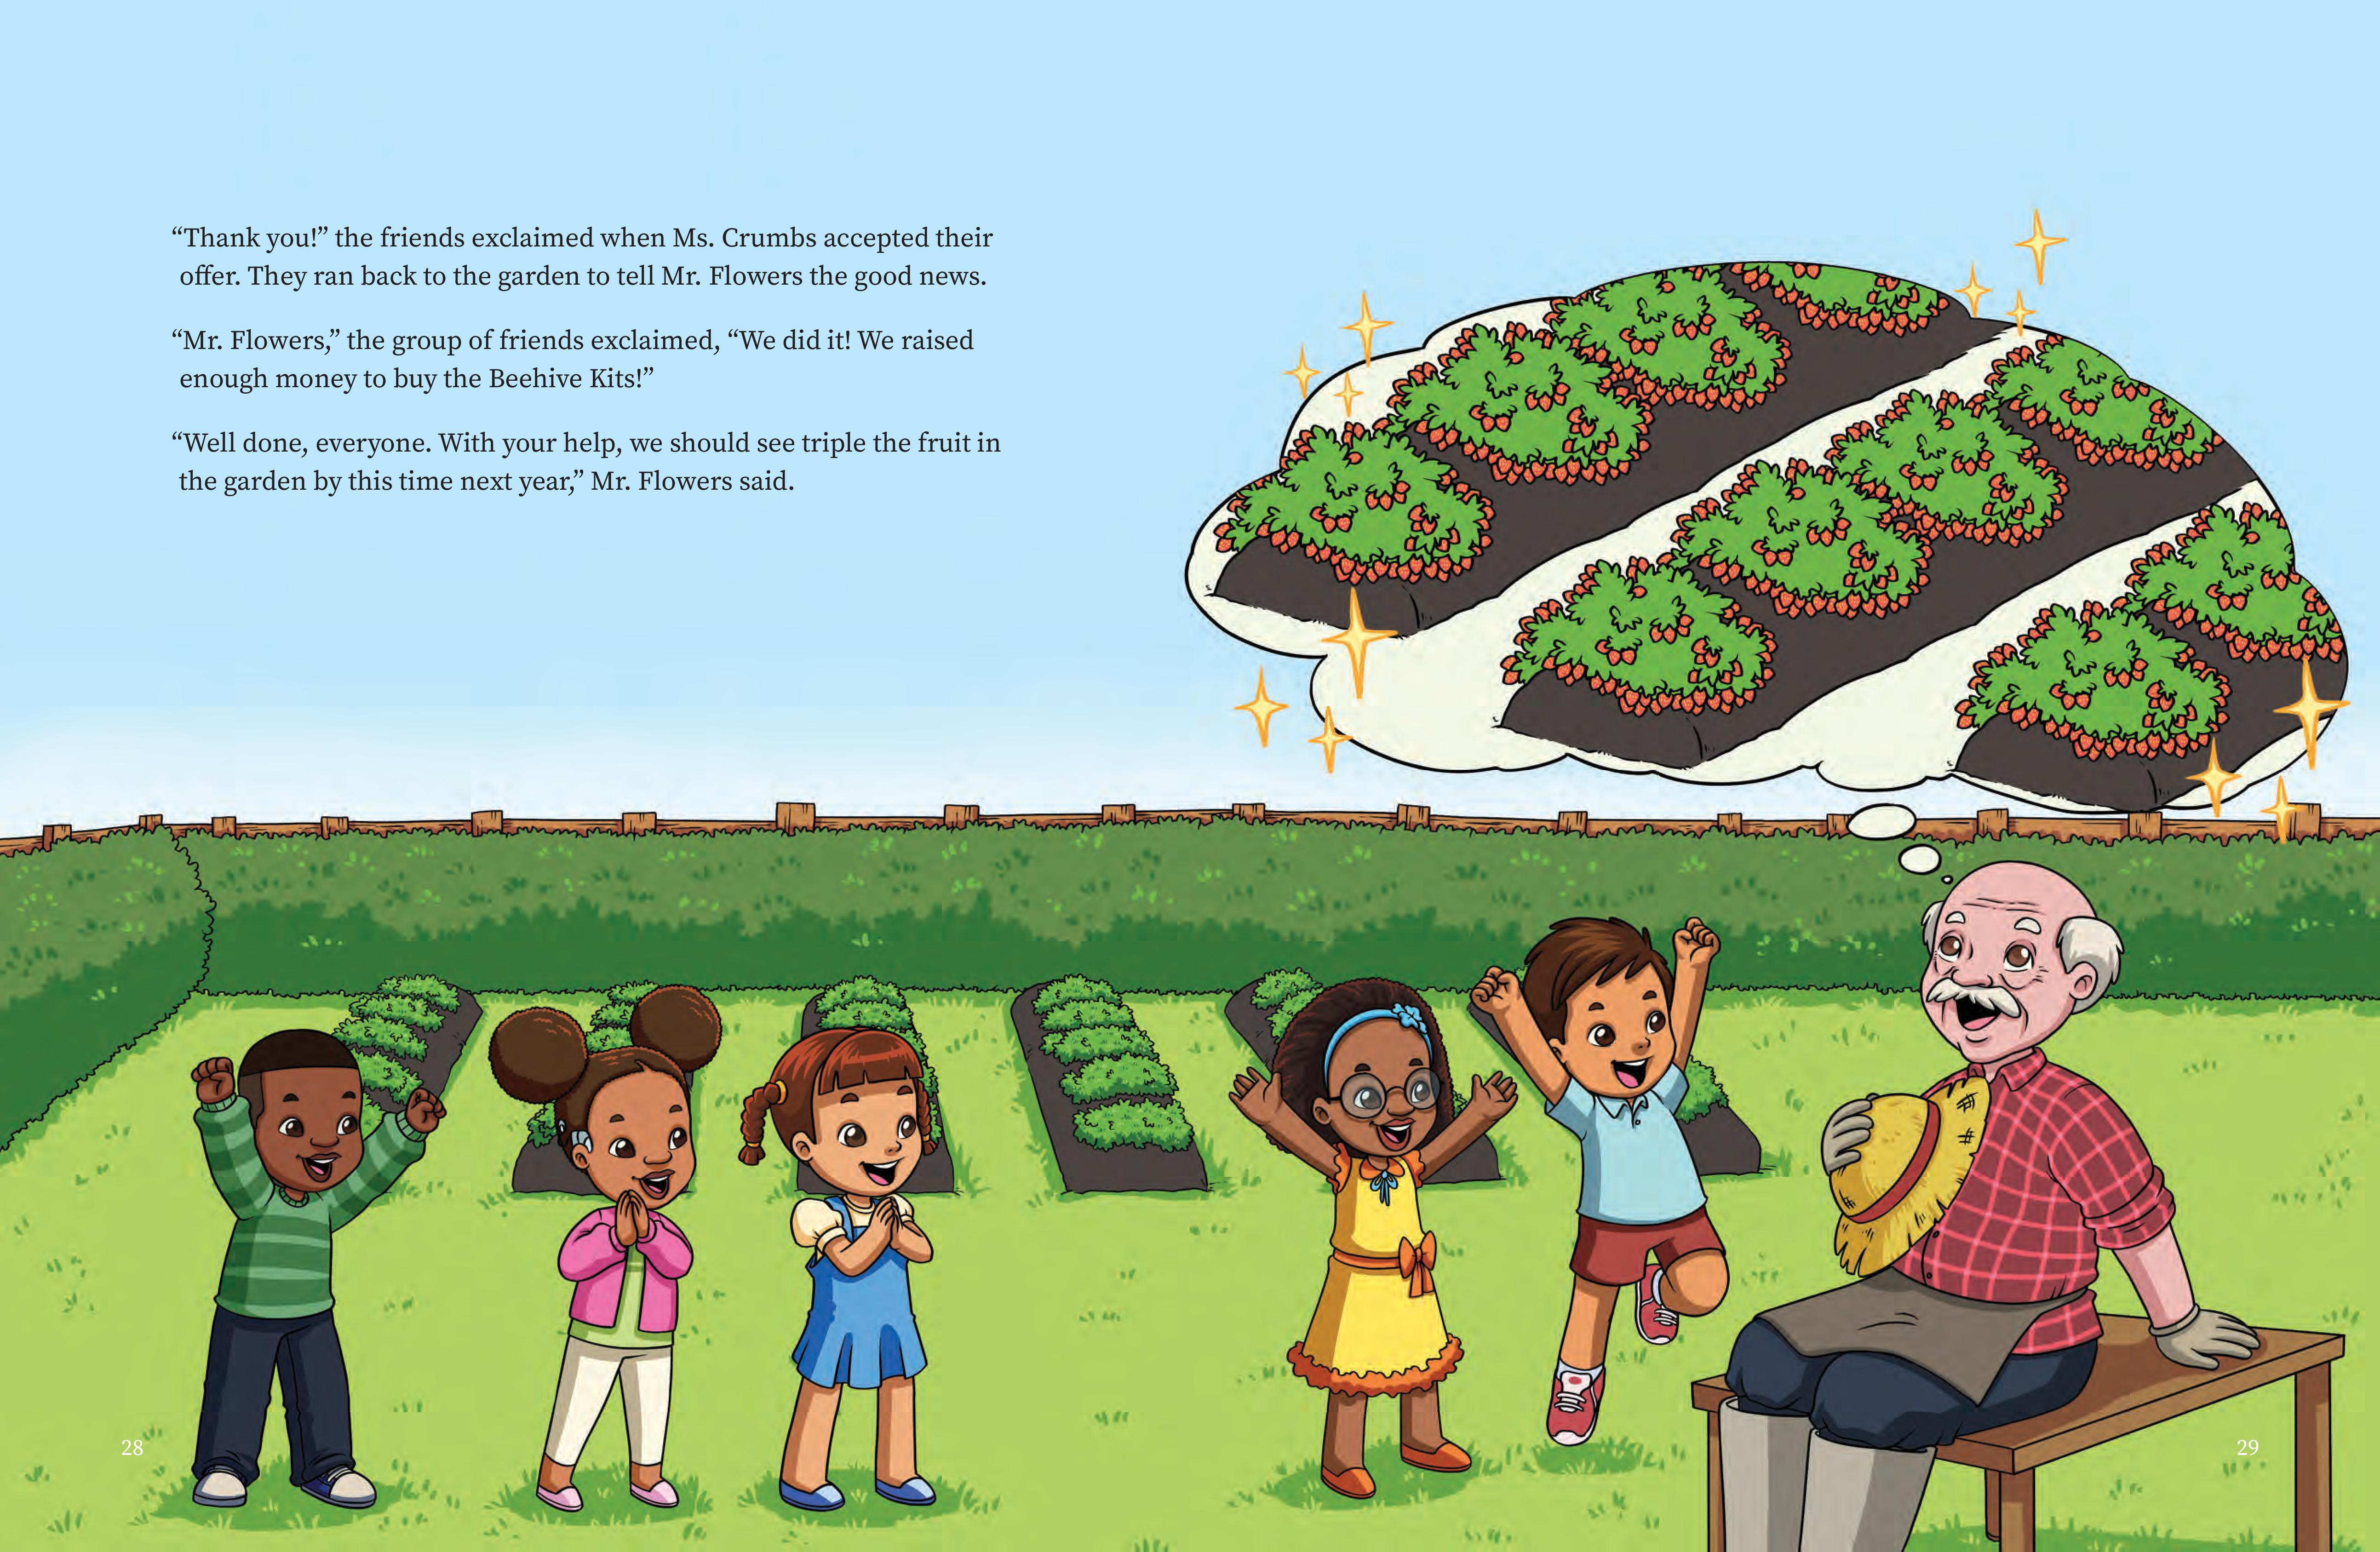 “Thank you!” the friends exclaimed when Ms. Crumbs accepted their
offer. They ran back to the garden to tell Mr. Flowers the good news.
“Mr. Flowers,” the group of friends exclaimed, “We did it! We raised
enough money to buy the Beehive Kits!”
“Well done, everyone. With your help, we should see triple the fruit in
the garden by this time next year,” Mr. Flowers said.
28
29